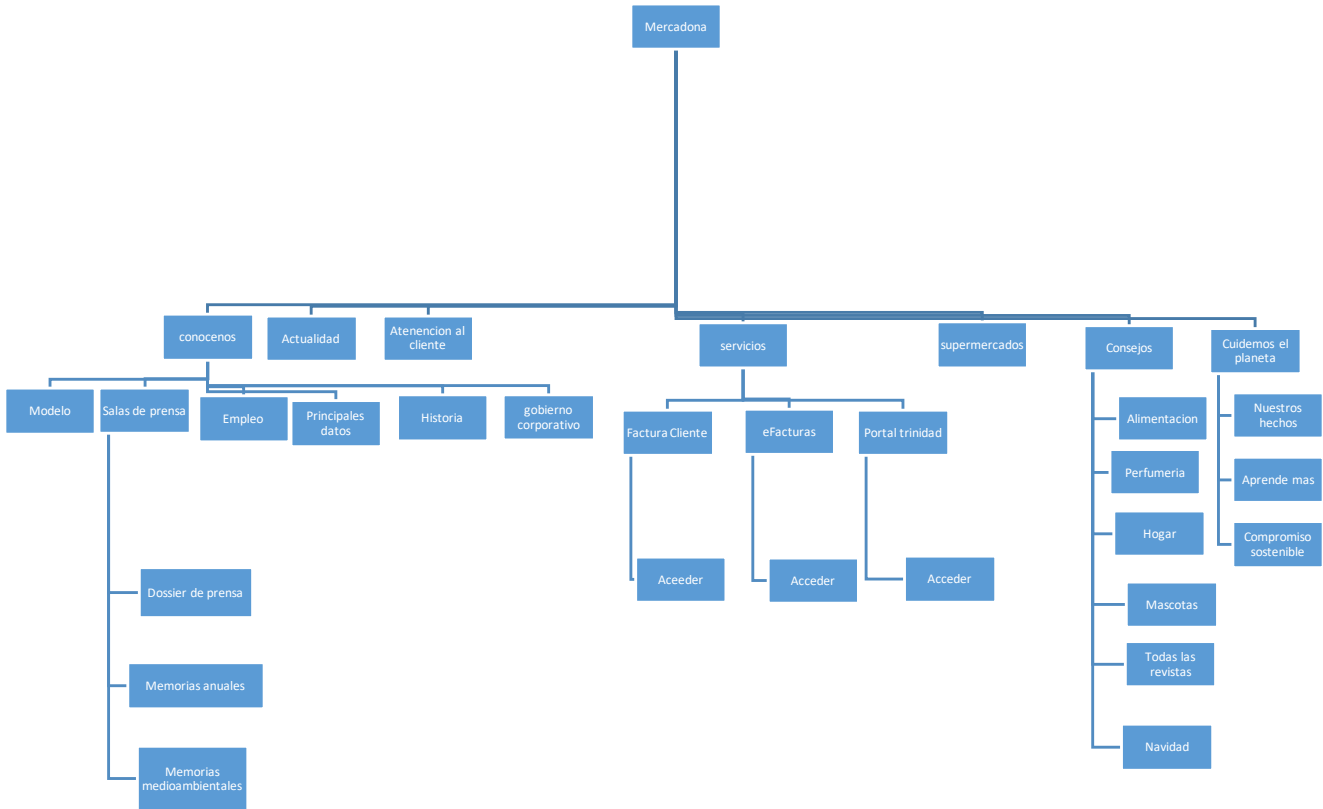 Mercadona
conocenos
Actualidad
Atenencion al
cliente
servicios
supermercados
Consejos
Cuidemos el
planeta
Modelo
Salas de prensa
Empleo
Principales
datos
Historia
gobierno
corporativo
Factura Cliente
eFacturas
Portal trinidad
Alimentacion
Perfumeria
Hogar
Mascotas
Todas las
revistas
Navidad
Nuestros
hechos
Aprende mas
Compromiso
sostenible
Dossier de prensa
Memorias anuales
Memorias
medioambientales
Aceeder
Acceder
Acceder